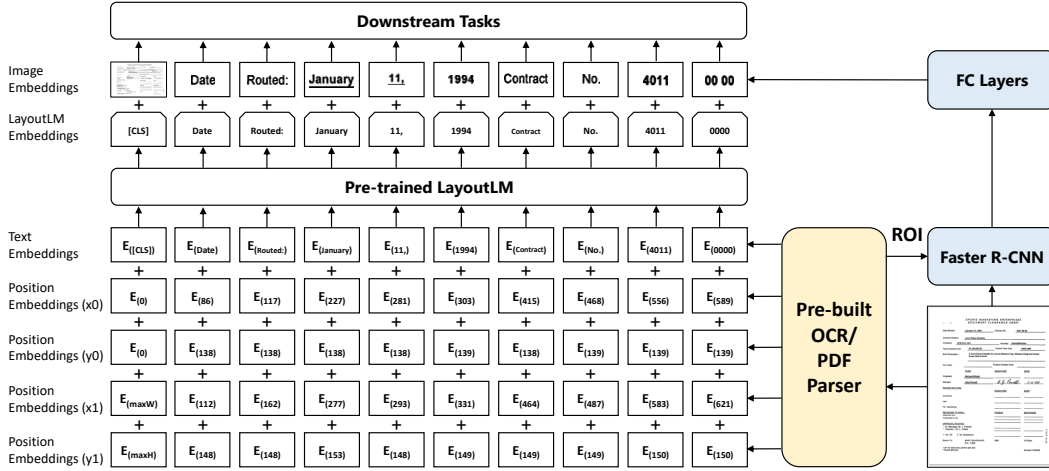 Downstream Tasks
Image Embeddings
Date Routed: January 11, 1994 Contract No. 4011 00 00
FC Layers
+ + + + + + + + + +
LayoutLM Embeddings
[CLS] Date Routed: January 11, 1994 Contract No. 4011 0000
Pre-trained LayoutLM
Text Embeddings
E([CLS]) E(Date) E(Routed:) E(January) E(11,) E(1994) E(Contract) E(No.) E(4011) E(0000)
ROI
Faster R-CNN
+ + + + + + + + + +
Position Embeddings (x0)
E(0) E(86) E(117) E(227) E(281) E(303) E(415) E(468) E(556) E(589)
+ + + + + + + + + +
Position Embeddings (y0)
E(0) E(138) E(138) E(138) E(138) E(139) E(138) E(139) E(139) E(139)
+ + + + + + + + + +
Position Embeddings (x1)
E(maxW) E(112) E(162) E(277) E(293) E(331) E(464) E(487) E(583) E(621)
+ + + + + + + + + +
Position Embeddings (y1)
E(maxH) E(148) E(153) E(148) E(148) E(149) E(149) E(149) E(150) E(150)
Pre-built
OCR/
PDF
Parser
DOCUMENT CLEARANCE SHEET